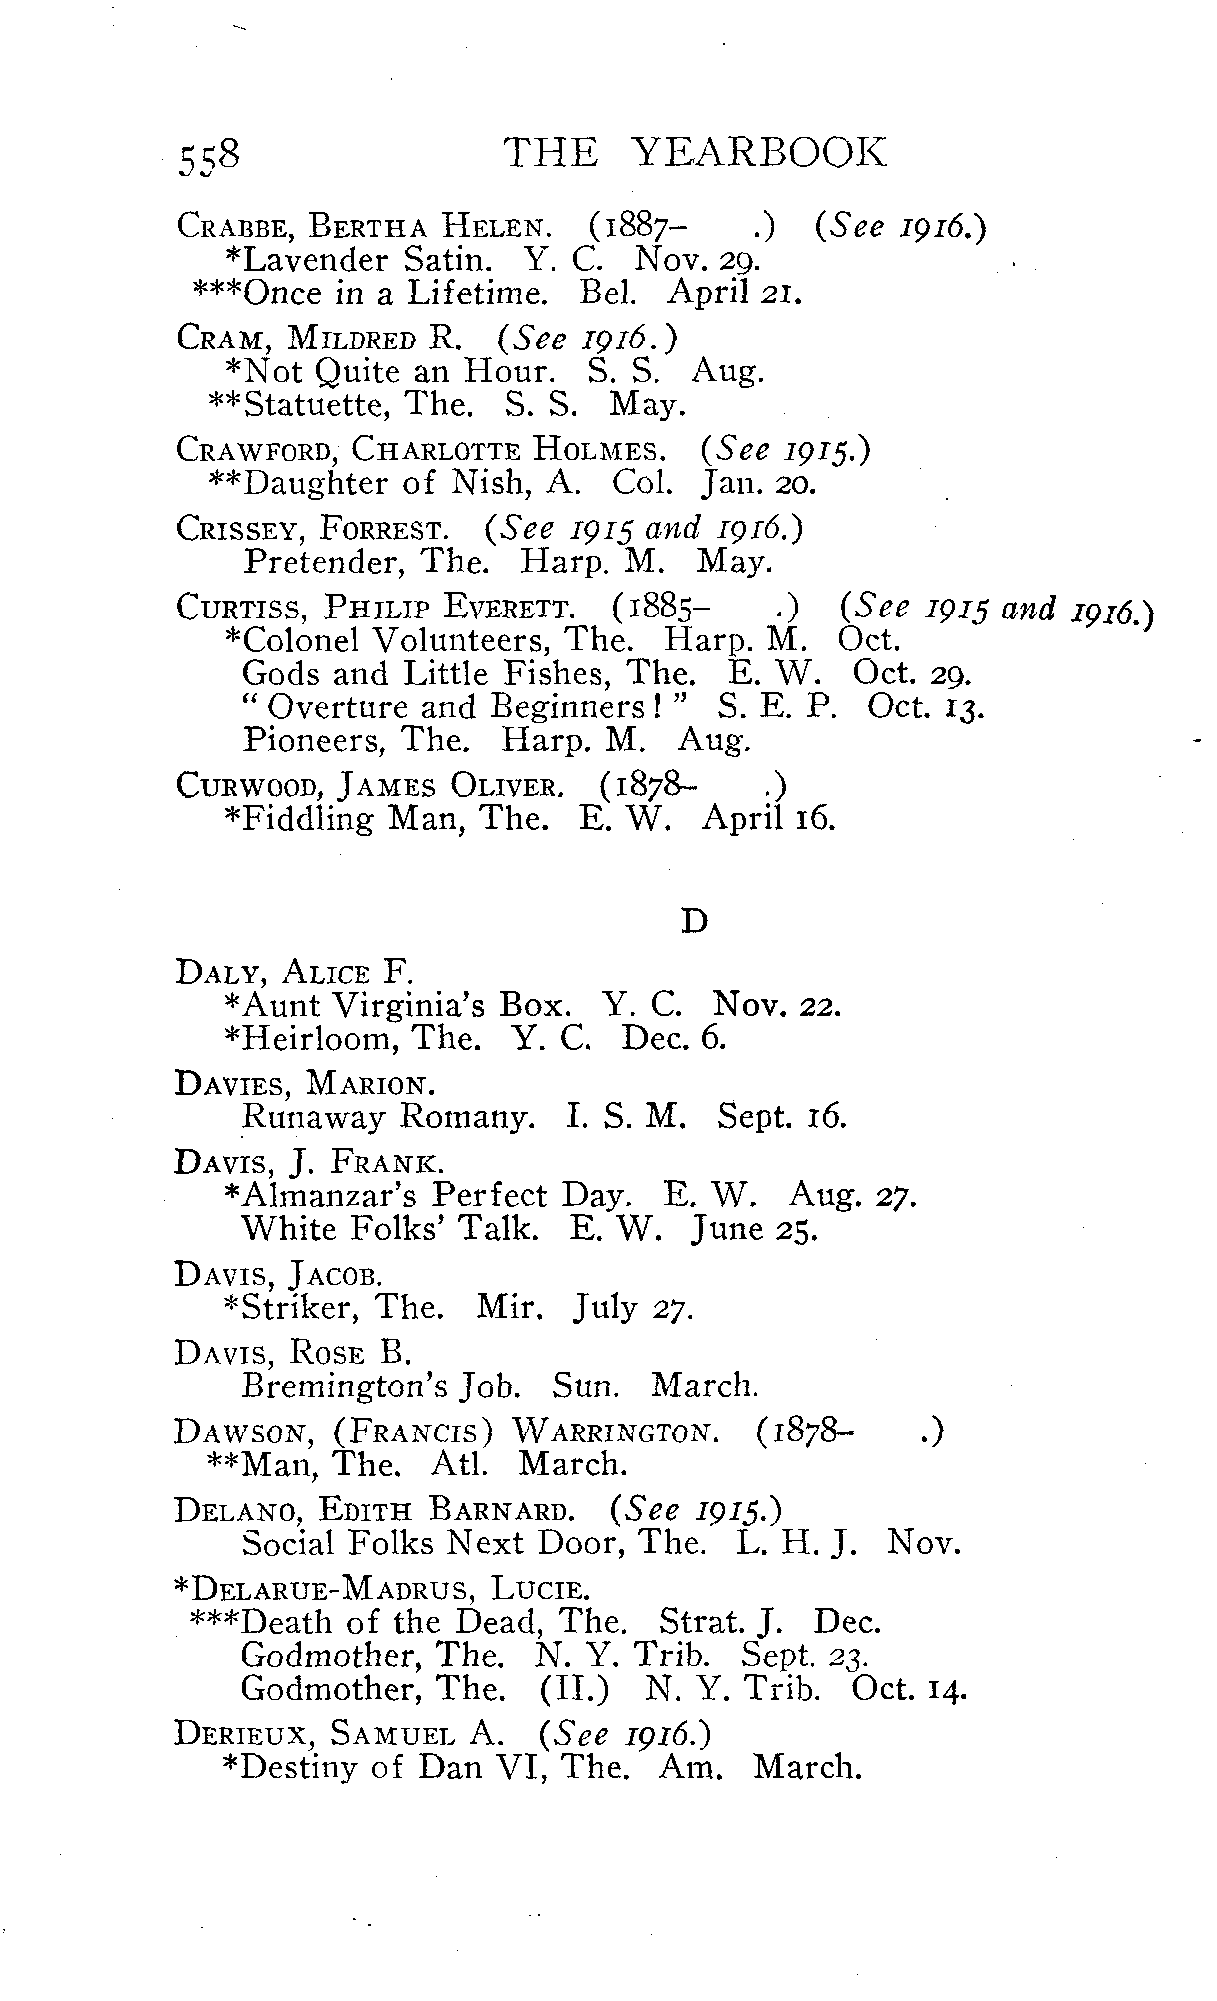 558 THE YEARBOOK
CRABBE, BERTHA HELEN. (1887- .) (See 1916.)
*Lavender Satin. Y. C. Nov. 29.
***Once in a Lifetime. Bel. April 21.
CRAM, MILDRED R. (See 1916.)
*Not Quite an Hour. S. S. Aug.
**Statuette, The. S. S. May.
CRAWFORD, CHARLOTTE HOLMES. (See 1915.)
**Daughter of Nish, A. Col. Jan. 20.
CRISSEY, FORREST. (See 1915 and 1916.)
Pretender, The. Harp. M. May.
CURTISS, PHILIP EVERETT. (1885- .) (See 1915 and 1916.)
*Colonel Volunteers, The. Harp. M. Oct.
Gods and Little Fishes, The. E. W. Oct. 29.
" Overture and Beginners! " S. E. P. Oct. 13.
Pioneers, The. Harp. M. Aug.
CURWOOD, JAMES OLIVER. (1878- .)
*Fiddling Man, The. E. W. April 16.
D
DALY, ALICE F.
*Aunt Virginia's Box. Y. C. Nov. 22.
*Heirloom, The. Y. C. Dec. 6.
DAVIES, MARION.
Runaway Romany. I. S. M. Sept. 16.
DAVIS, J. FRANK.
*Almanzar's Perfect Day. E. W. Aug. 27.
White Folks' Talk. E. W. June 25.
DAVIS, JACOB.
*Striker, The. Mir. July 27.
DAVIS, ROSE B.
Bremington's Job. Sun. March.
DAWSON, (FRANCIS) WARRINGTON. (1878- .)
**Man, The. Atl. March.
DELANO, EDITH BARNARD. (See 1915.)
Social Folks Next Door, The. L. H. J. Nov.
*DELARUE-MADRUS, LUCIE.
***Death of the Dead, The. Strat. J. Dec.
Godmother, The. N. Y. Trib. Sept. 23.
Godmother, The. (II.) N. Y. Trib. Oct. 14.
DERIEUX, SAMUEL A. (See 1916.)
*Destiny of Dan VI, The. Am. March.